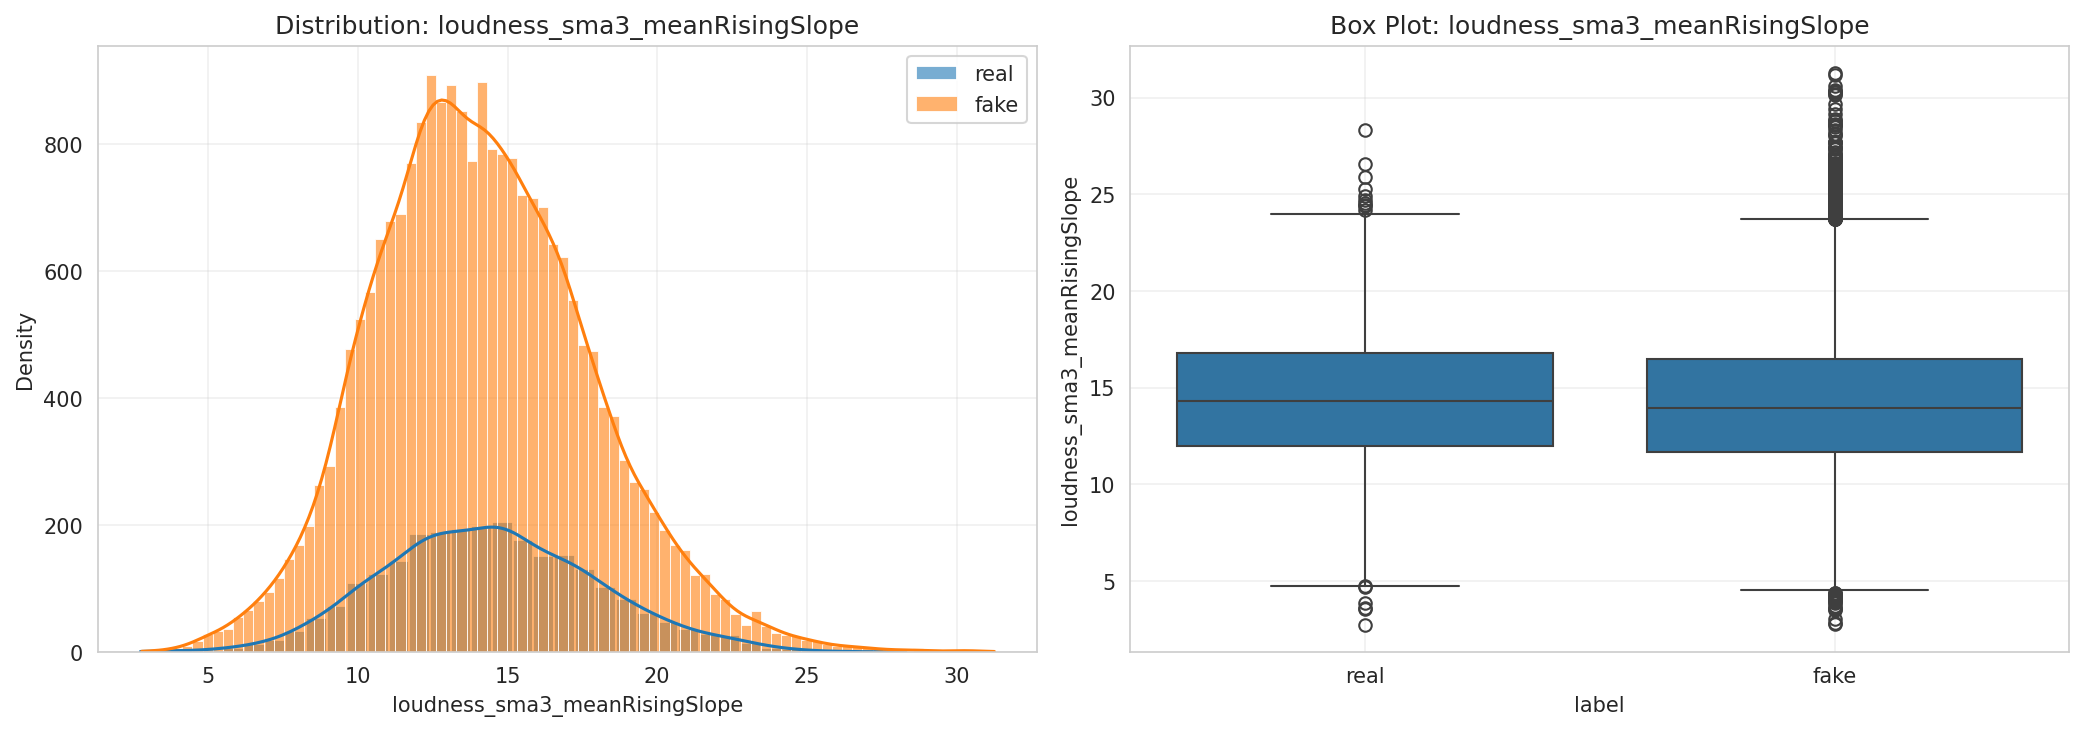 Distribution: loudness_sma3_meanRisingSlope
real
fake
800
600
400
200
0
Density
5
10
15
20
25
30
loudness_sma3_meanRisingSlope
Box Plot: loudness_sma3_meanRisingSlope
30
25
20
15
10
5
loudness_sma3_meanRisingSlope
real
fake
label